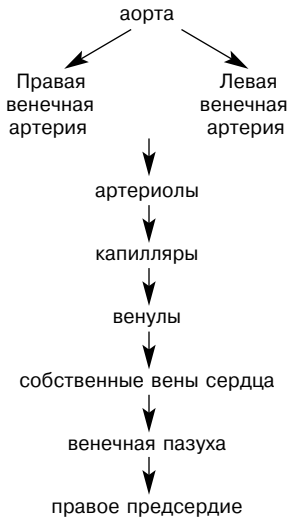 аорта
Правая
венечная
артерия
Левая
венечная
артерия
артериолы
капилляры
венулы
собственные вены сердца
венечная пазуха
правое предсердие